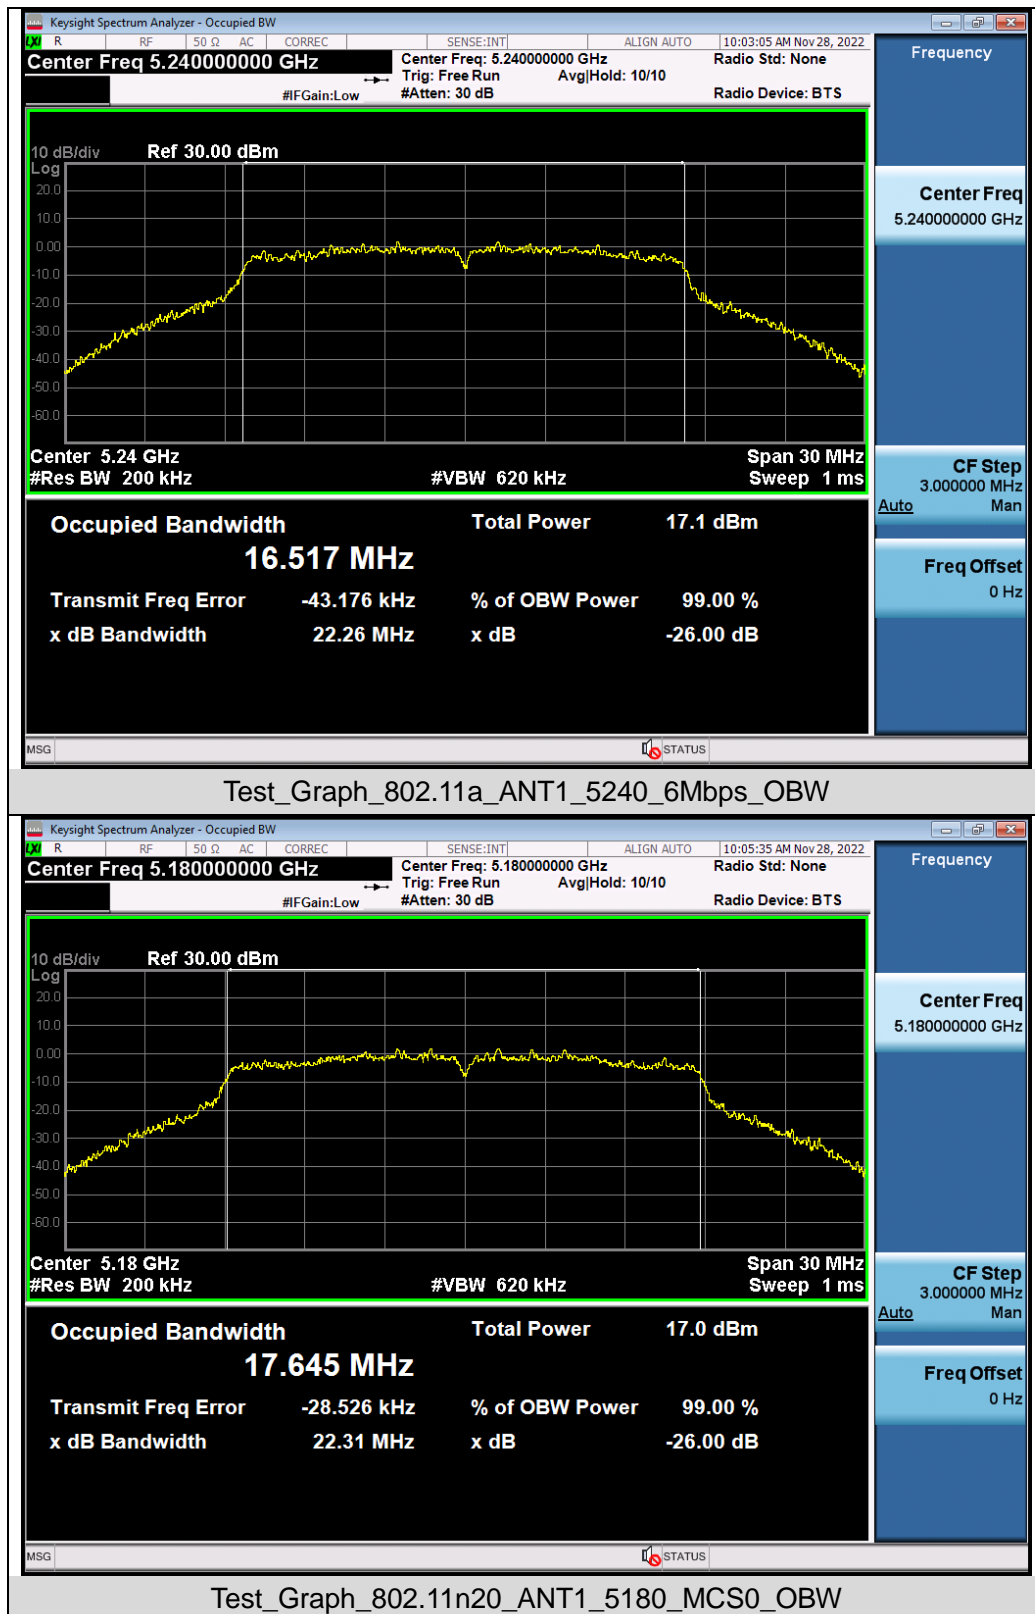 Keysight Spectrum Analyzer - Occupied BW
LXI R RF 50 Ω AC CORREC SENSE:INT ALIGN AUTO 10:03:05 AM Nov 28, 2022
Center Freq 5.240000000 GHz
Center Freq: 5.240000000 GHz Radio Std: None
Trig: Free Run Avg|Hold: 10/10
#IFGain:Low #Atten: 30 dB Radio Device: BTS
Frequency
10 dB/div Ref 30.00 dBm
Log
20.0
10.0
0.00
-10.0
-20.0
-30.0
-40.0
-50.0
-60.0
Center 5.24 GHz Span 30 MHz
#Res BW 200 kHz #VBW 620 kHz Sweep 1 ms
Center Freq
5.240000000 GHz
CF Step
3.000000 MHz
Auto Man
Freq Offset
0 Hz
Occupied Bandwidth Total Power 17.1 dBm
16.517 MHz
Transmit Freq Error -43.176 kHz % of OBW Power 99.00 %
x dB Bandwidth 22.26 MHz x dB -26.00 dB
MSG STATUS
Test_Graph_802.11a_ANT1_5240_6Mbps_OBW
Keysight Spectrum Analyzer - Occupied BW
LXI R RF 50 Ω AC CORREC SENSE:INT ALIGN AUTO 10:05:35 AM Nov 28, 2022
Center Freq 5.180000000 GHz
Center Freq: 5.180000000 GHz Radio Std: None
Trig: Free Run Avg|Hold: 10/10
#IFGain:Low #Atten: 30 dB Radio Device: BTS
Frequency
10 dB/div Ref 30.00 dBm
Log
20.0
10.0
0.00
-10.0
-20.0
-30.0
-40.0
-50.0
-60.0
Center 5.18 GHz Span 30 MHz
#Res BW 200 kHz #VBW 620 kHz Sweep 1 ms
Center Freq
5.180000000 GHz
CF Step
3.000000 MHz
Auto Man
Freq Offset
0 Hz
Occupied Bandwidth Total Power 17.0 dBm
17.645 MHz
Transmit Freq Error -28.526 kHz % of OBW Power 99.00 %
x dB Bandwidth 22.31 MHz x dB -26.00 dB
MSG STATUS
Test_Graph_802.11n20_ANT1_5180_MCS0_OBW